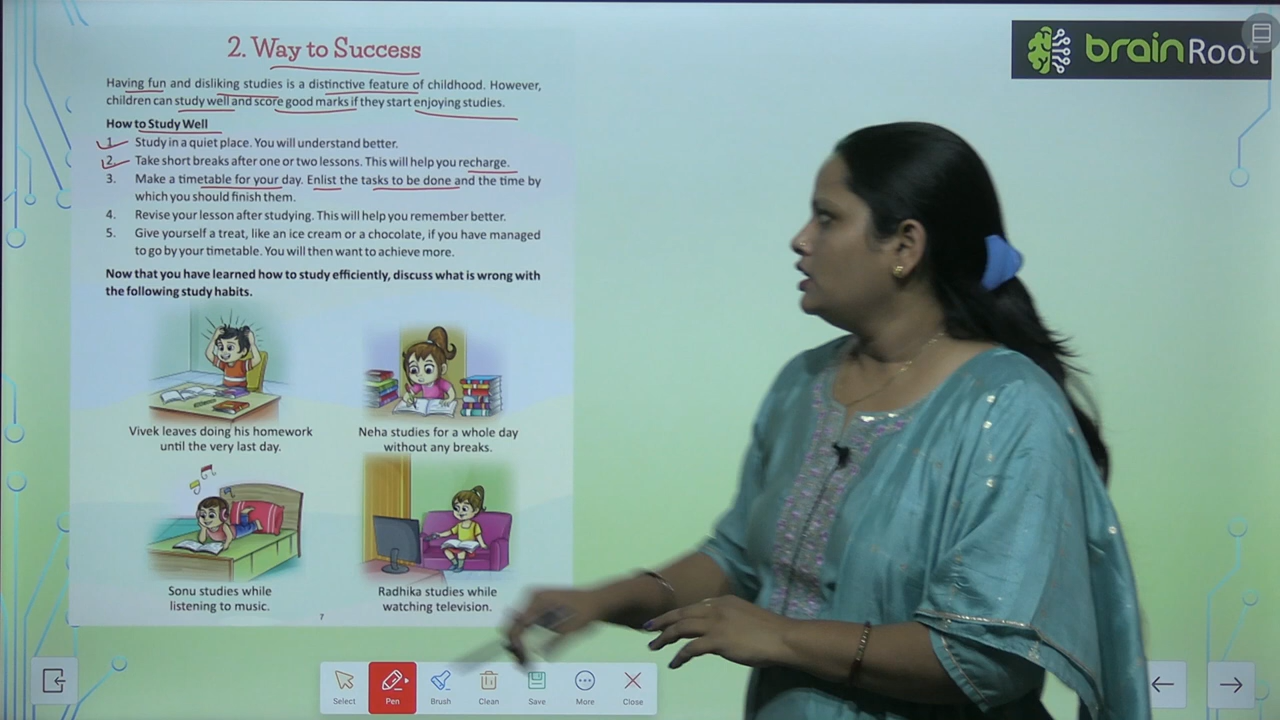 2. Way to Success
Having fun and disliking studies is a distinctive feature of childhood. However,
children can study well and score good marks if they start enjoying studies.
How to Study Well
1. Study in a quiet place. You will understand better.
2. Take short breaks after one or two lessons. This will help you recharge.
3. Make a timetable for your day. Enlist the tasks to be done and the time by
which you should finish them.
4. Revise your lesson after studying. This will help you remember better.
5. Give yourself a treat, like an ice cream or a chocolate, if you have managed
to go by your timetable. You will then want to achieve more.
Now that you have learned how to study efficiently, discuss what is wrong with
the following study habits.
Vivek leaves doing his homework
until the very last day.
Neha studies for a whole day
without any breaks.
Sonu studies while
listening to music.
Radhika studies while
watching television.
7
brainRoot
Select Pen Brush Clean Save More Close